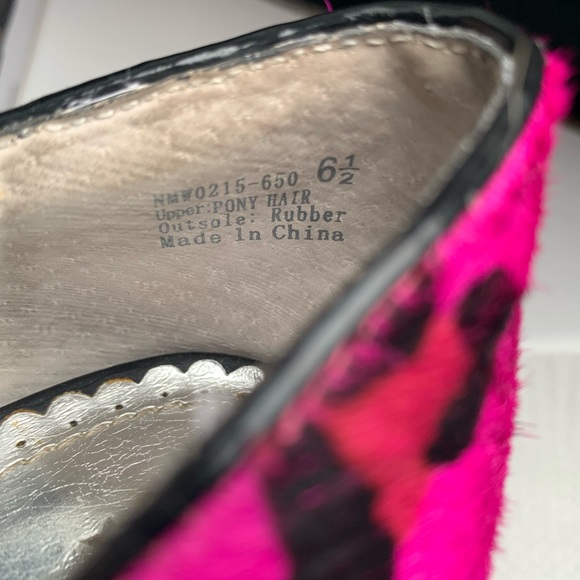 NMW0215-650 6½
Upper:PONY HAIR
Outsole: Rubber
Made In China